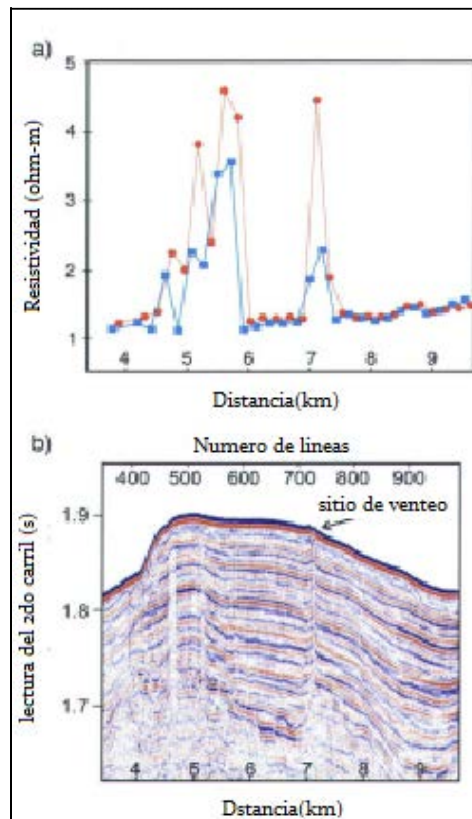 a)
5
4
3
2
1
Resistividad (ohm-m)
4 5 6 7 8 9
Distancia(km)
b)
Numero de lineas
400 500 600 700 800 900
sitio de venteo
1.9
1.8
1.7
lectura del 2do carril (s)
4 5 6 7 8 9
Dstancia(km)